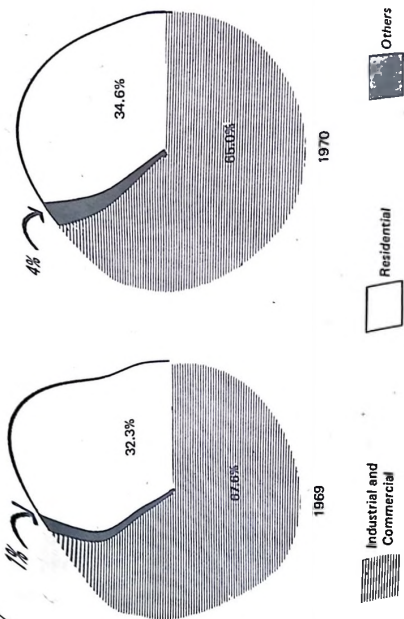 1%
32.3%
67.6%
1969
4%
34.6%
65.0%
1970
Industrial and
Commercial
Residential
Others